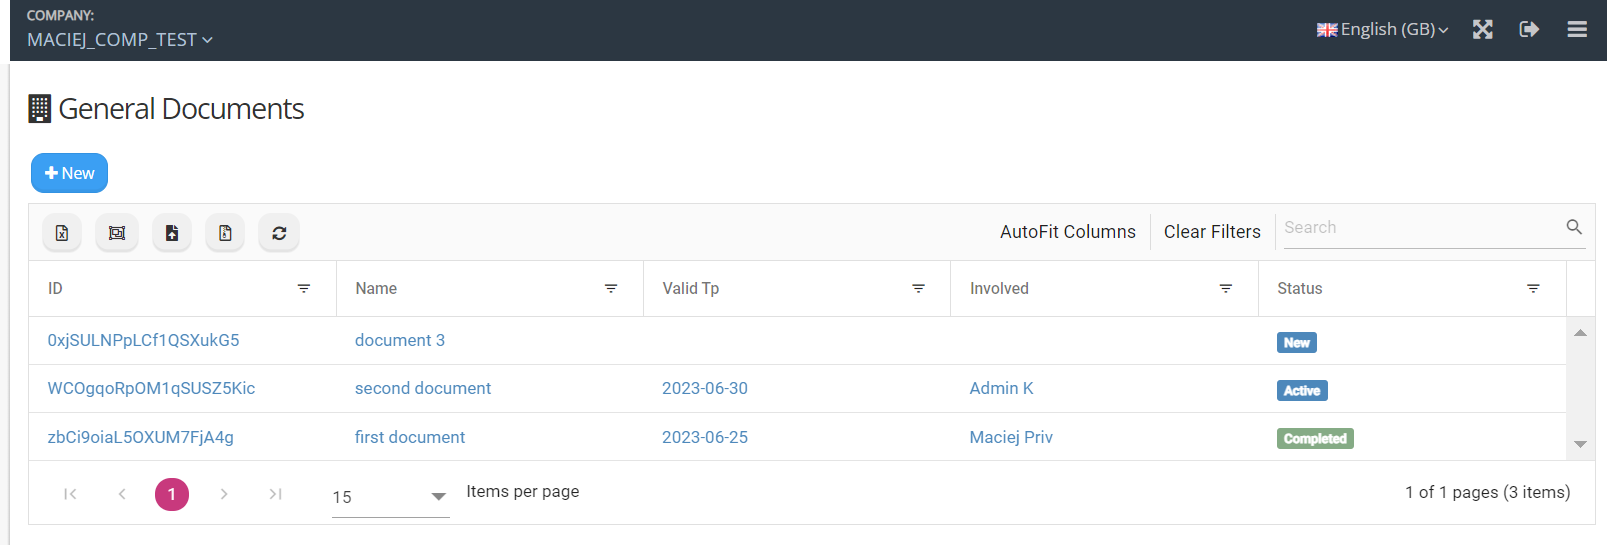 COMPANY:
MACIEJ_COMP_TEST
English (GB)
General Documents
New
AutoFit Columns
Clear Filters
Search
ID
Name
Valid Tp
Involved
Status
0xjSULNPpLCf1QSXukG5
document 3
New
WCOgqoRpOM1qSUSZ5Kic
second document
2023-06-30
Admin K
Active
zbCi9oiaL5OXUM7FjA4g
first document
2023-06-25
Maciej Priv
Completed
1
15
Items per page
1 of 1 pages (3 items)